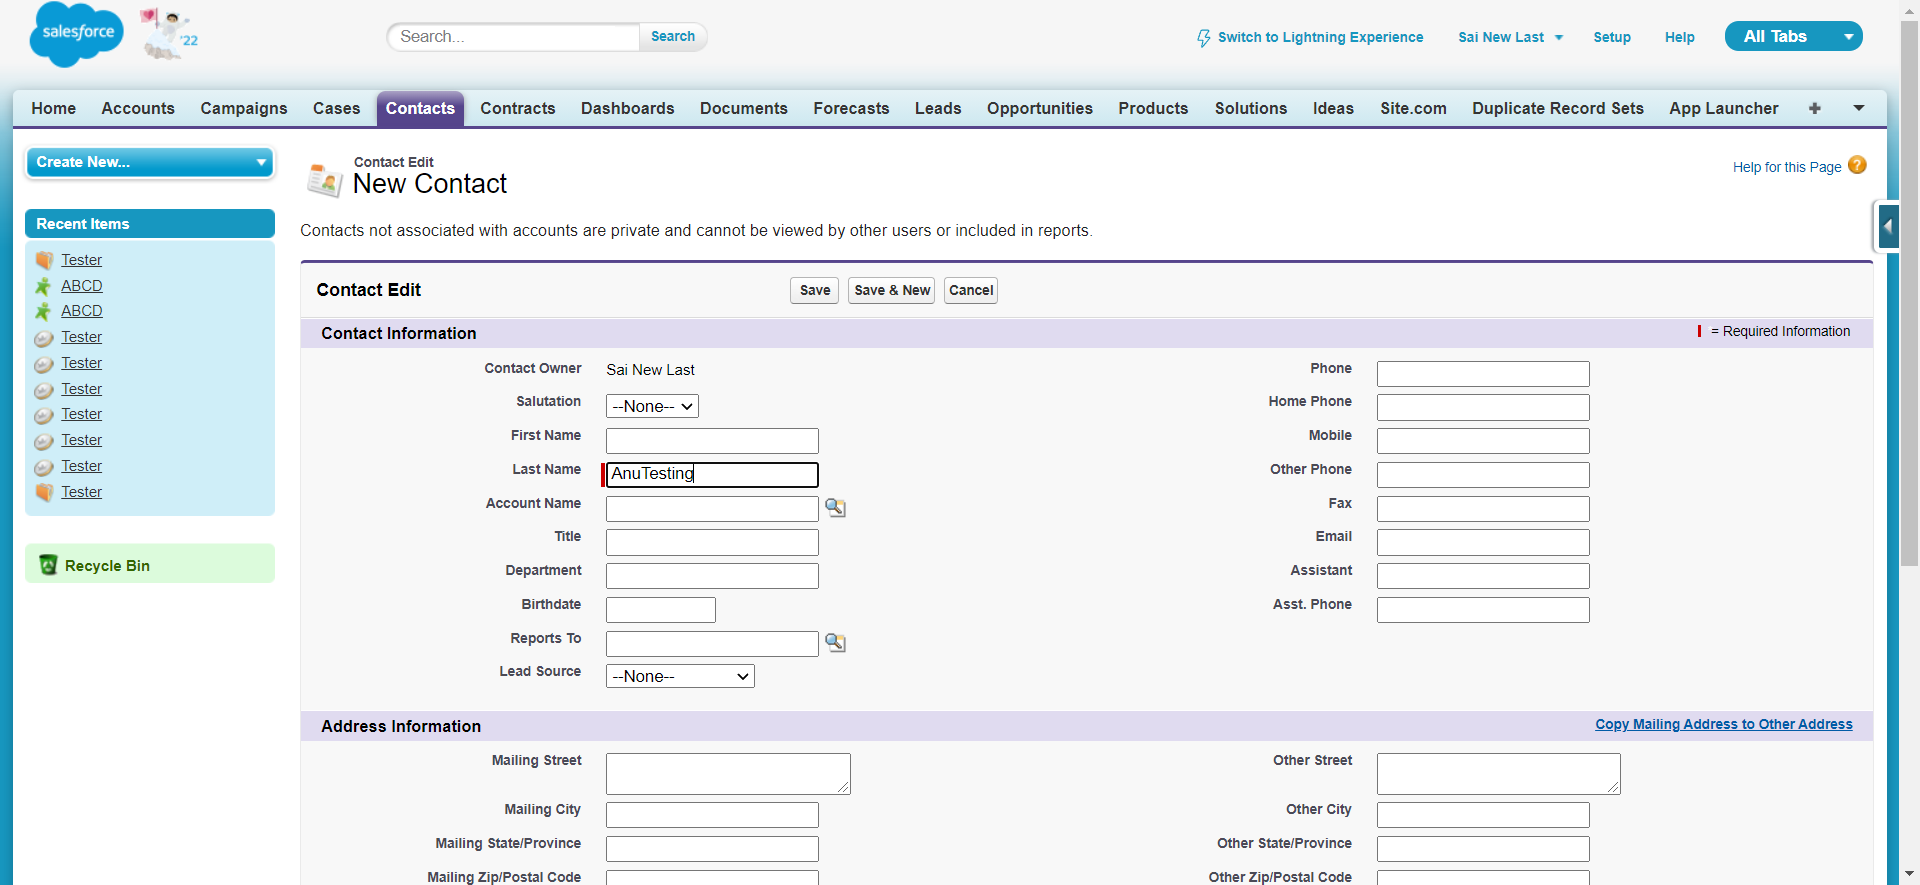 salesforce
'22
Search...
Search
Switch to Lightning Experience
Sai New Last
Setup
Help
All Tabs
Home
Accounts
Campaigns
Cases
Contacts
Contracts
Dashboards
Documents
Forecasts
Leads
Opportunities
Products
Solutions
Ideas
Site.com
Duplicate Record Sets
App Launcher
+
Create New...
Recent Items
Tester
ABCD
ABCD
Tester
Tester
Tester
Tester
Tester
Tester
Tester
Recycle Bin
Contact Edit
New Contact
Help for this Page
?
Contacts not associated with accounts are private and cannot be viewed by other users or included in reports.
Contact Edit
Save
Save & New
Cancel
Contact Information
= Required Information
Contact Owner
Sai New Last
Salutation
--None--
First Name
Last Name
AnuTesting
Account Name
Title
Department
Birthdate
Reports To
Lead Source
--None--
Phone
Home Phone
Mobile
Other Phone
Fax
Email
Assistant
Asst. Phone
Address Information
Copy Mailing Address to Other Address
Mailing Street
Mailing City
Mailing State/Province
Mailing Zip/Postal Code
Other Street
Other City
Other State/Province
Other Zip/Postal Code